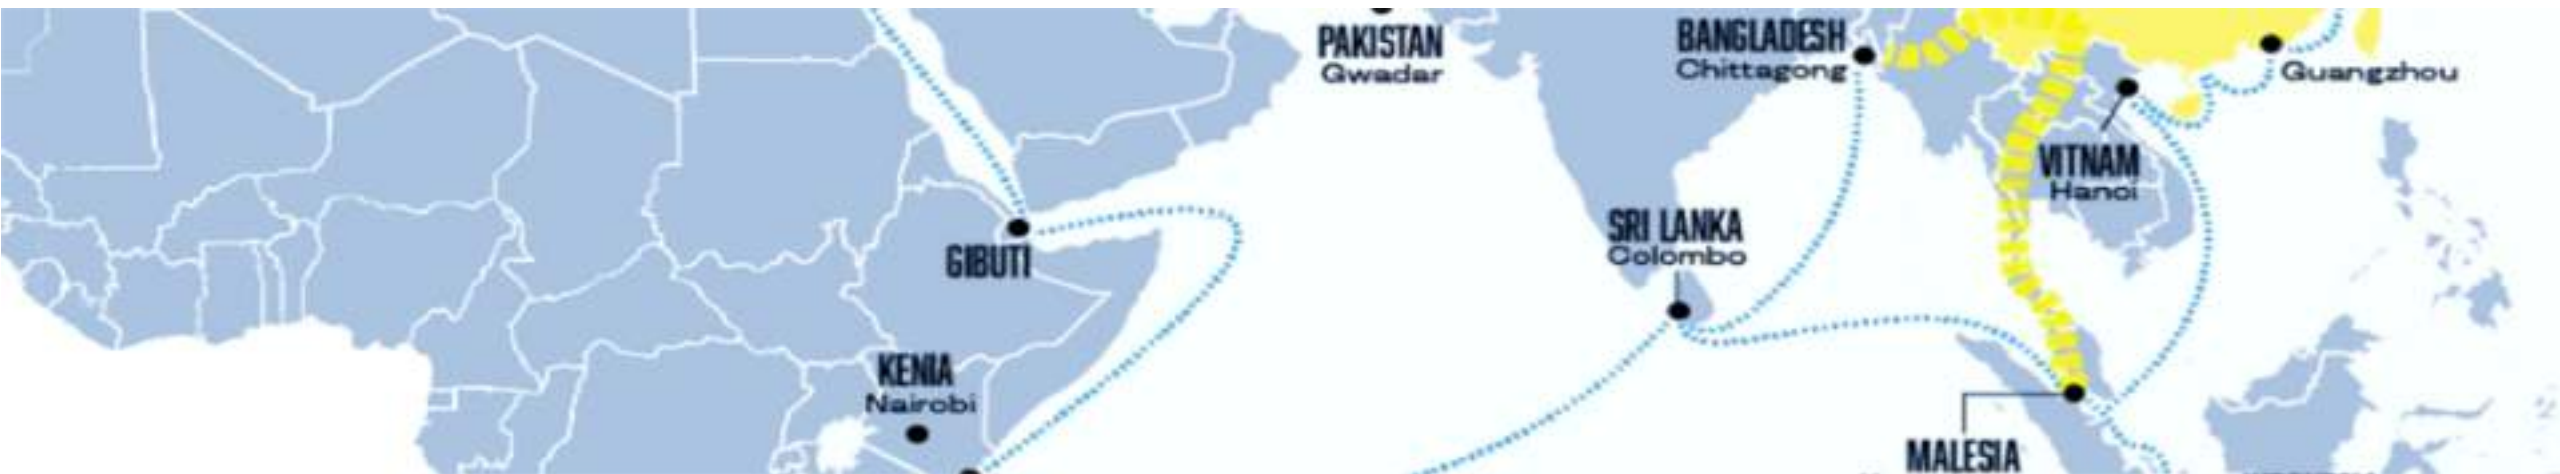 PAKISTAN
Gwadar
BANGLADESH
Chittagong
Guangzhou
VITNAM
Hanoi
SRI LANKA
Colombo
GIBUTI
KENIA
Nairobi
MALESIA